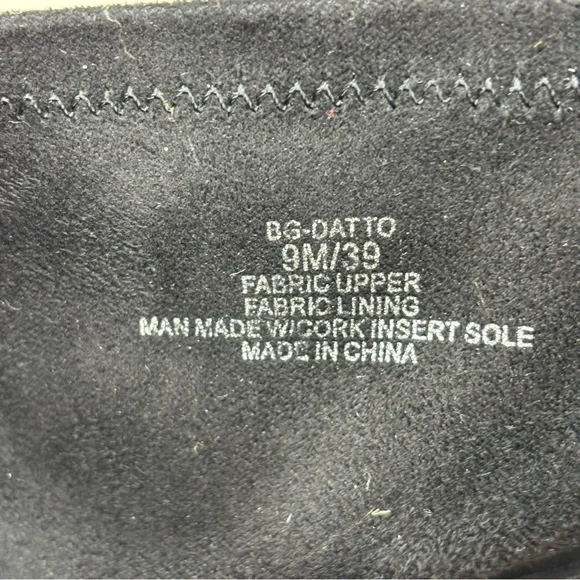 BG-DATTO
9M/39
FABRIC UPPER
FABRIC LINING
MAN MADE W/CORK INSERT SOLE
MADE IN CHINA